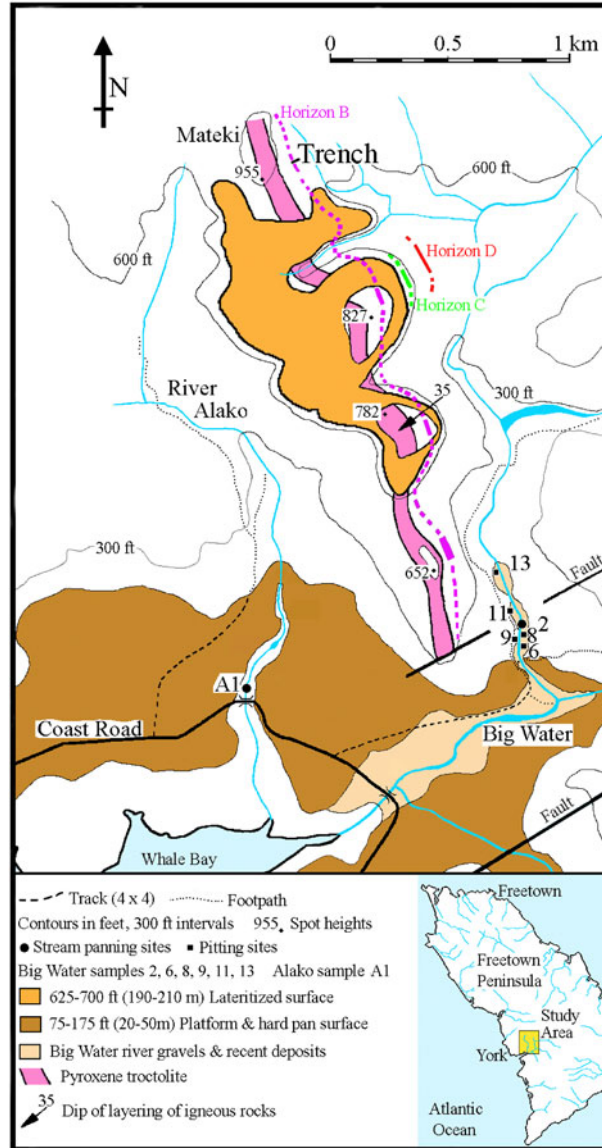 0 0.5 1 km
N
Horizon B
Mateki
Trench
955
600 ft
600 ft
Horizon D
Horizon C
827
River
Alako
35
782
300 ft
300 ft
13
Fault
652
11
2
9 8
6
A1
Coast Road
Big Water
Fault
Whale Bay
Track (4 x 4) Footpath
Contours in feet, 300 ft intervals 955 Spot heights
Stream panning sites Pitting sites
Big Water samples 2, 6, 8, 9, 11, 13 Alako sample A1
625-700 ft (190-210 m) Lateritized surface
75-175 ft (20-50m) Platform & hard pan surface
Big Water river gravels & recent deposits
Pyroxene troctolite
35 Dip of layering of igneous rocks
Freetown
Freetown
Peninsula
Study
Area
York
Atlantic
Ocean